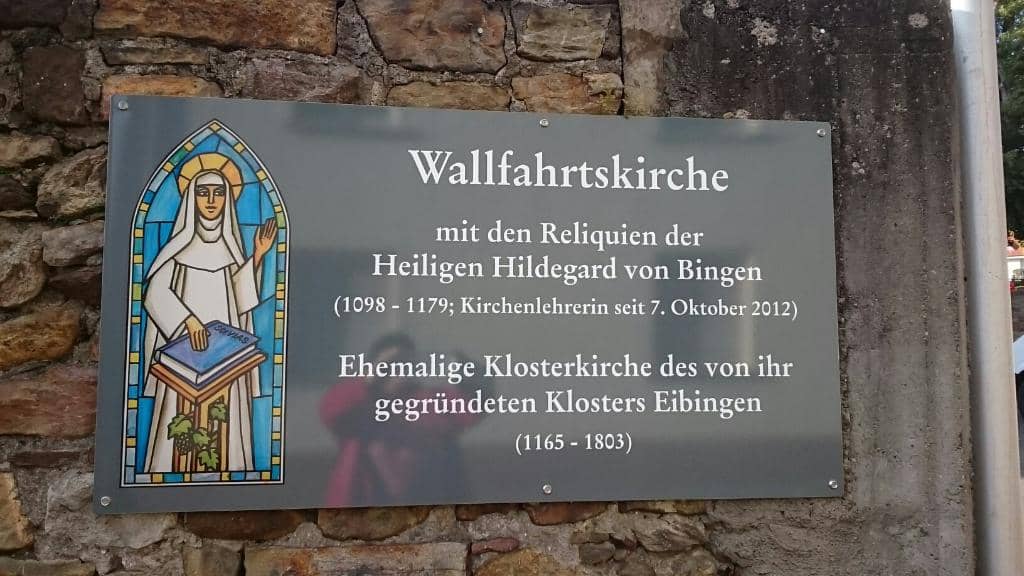 Wallfahrtskirche
mit den Reliquien der
Heiligen Hildegard von Bingen
(1098 - 1179; Kirchenlehrerin seit 7. Oktober 2012)
Ehemalige Klosterkirche des von ihr
gegründeten Klosters Eibingen
(1165 - 1803)